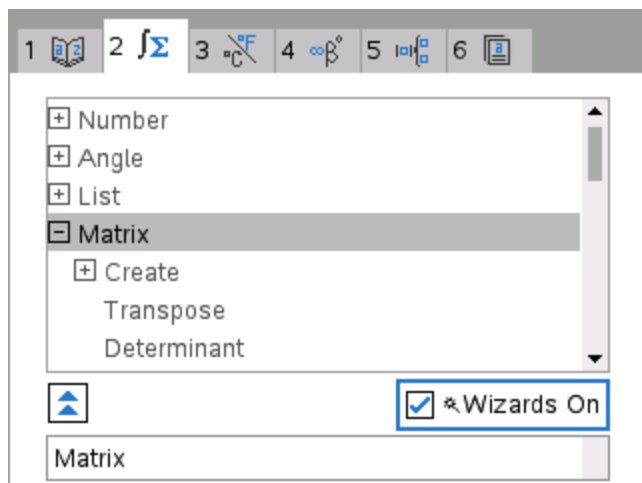 1 2 ∫Σ 3 °C °F 4 ∞β° 5 6 a
Number
Angle
List
Matrix
Create
Transpose
Determinant
Wizards On
Matrix